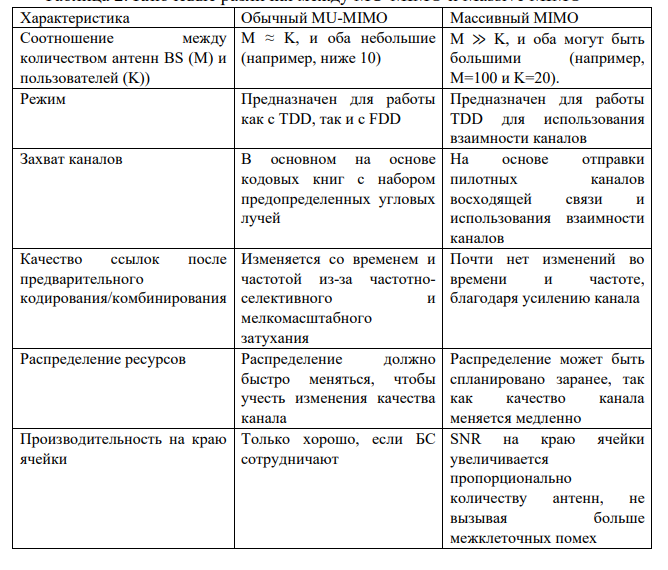 Характеристика
Обычный MU-MIMO
Массивный MIMO
Соотношение между
количеством антенн BS (M) и
пользователей (K))
M ≈ K, и оба небольшие
(например, ниже 10)
M ≫ K, и оба могут быть
большими (например,
M=100 и K=20).
Режим
Предназначен для работы
как с TDD, так и с FDD
Предназначен для работы
TDD для использования
взаимности каналов
Захват каналов
В основном на основе
кодовых книг с набором
предопределенных угловых
лучей
На основе отправки
пилотных каналов
восходящей связи и
использования взаимности
каналов
Качество ссылок после
предварительного
кодирования/комбинирования
Изменяется со временем и
частотой из-за частотно-
селективного и
мелкомасштабного
затухания
Почти нет изменений во
времени и частоте,
благодаря усилению канала
Распределение ресурсов
Распределение должно
быстро меняться, чтобы
учесть изменения качества
канала
Распределение может быть
спланировано заранее, так
как качество канала
меняется медленно
Производительность на краю
ячейки
Только хорошо, если БС
сотрудничают
SNR на краю ячейки
увеличивается
пропорционально
количеству антенн, не
вызывая больше
межклеточных помех